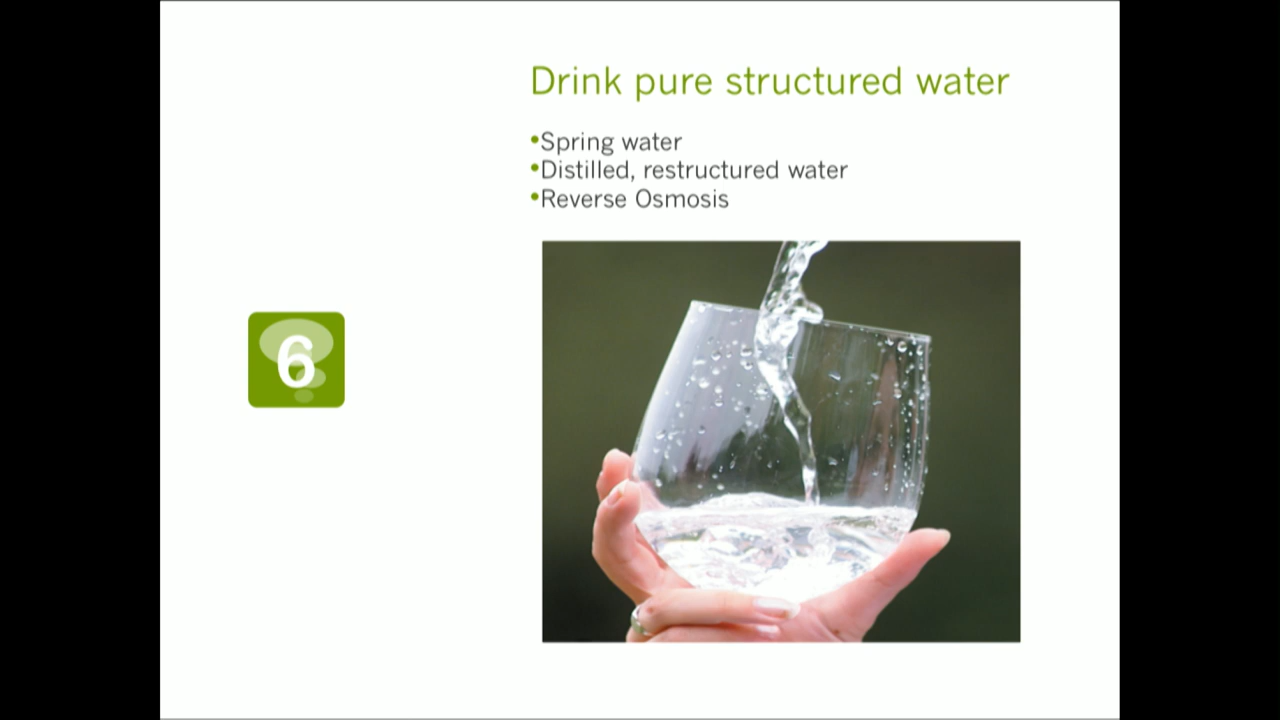 Drink pure structured water
•Spring water
•Distilled, restructured water
•Reverse Osmosis
6